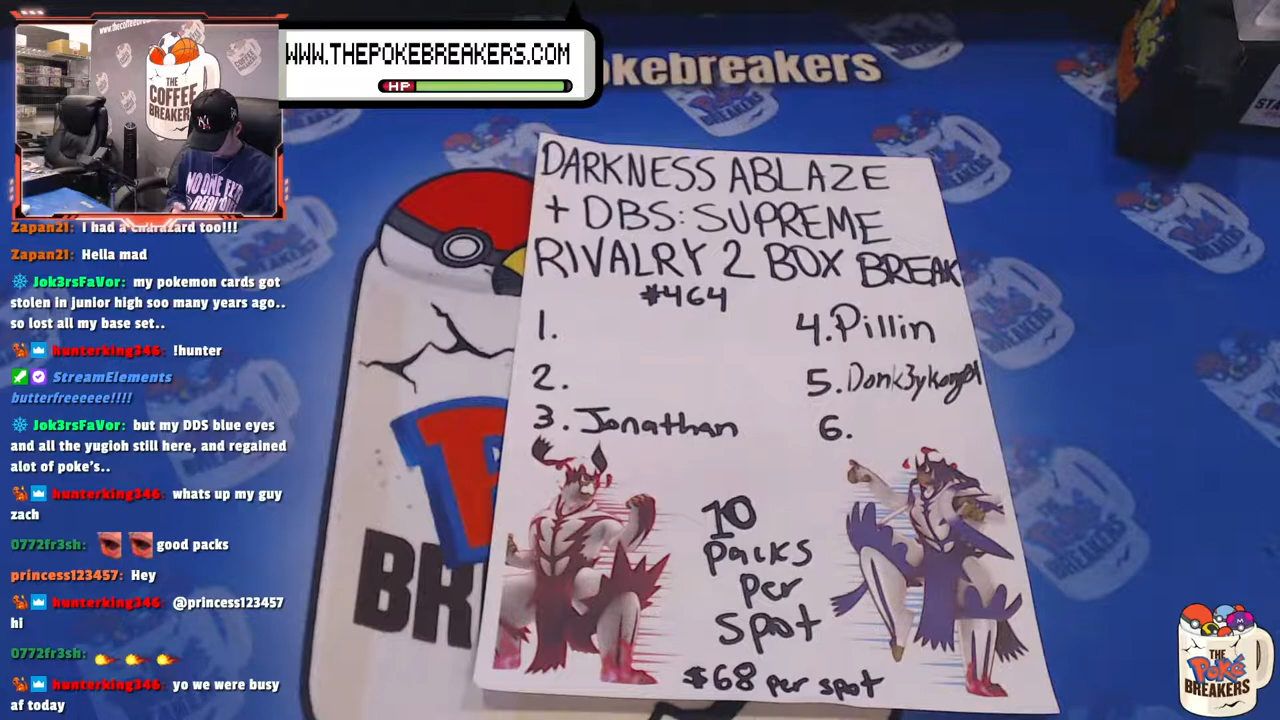 WWW.THEPOKEBREAKERS.COM
HP
okebreakers
THE
COFFEE
BREAKERS
Zapan21: I had a charazard too!!!
Zapan21: Hella mad
Jok3rsFaVor: my pokemon cards got
stolen in junior high soo many years ago..
so lost all my base set..
hunterking346: !hunter
StreamElements
butterfreeeeee!!!!
Jok3rsFaVor: but my DDS blue eyes
and all the yugioh still here, and regained
alot of poke's..
hunterking346: whats up my guy
zach
0772fr3sh: good packs
princess123457: Hey
hunterking346: @princess123457
hi
0772fr3sh:
hunterking346: yo we were busy
af today
DARKNESS ABLAZE
+ DBS: SUPREME
RIVALRY 2 BOX BREAK
#464
1.
2.
3. Jonathan
4. Pillin
5.
6.
10
packs
per
spot
$68 per spot
BR
THE
Poké
BREAKERS